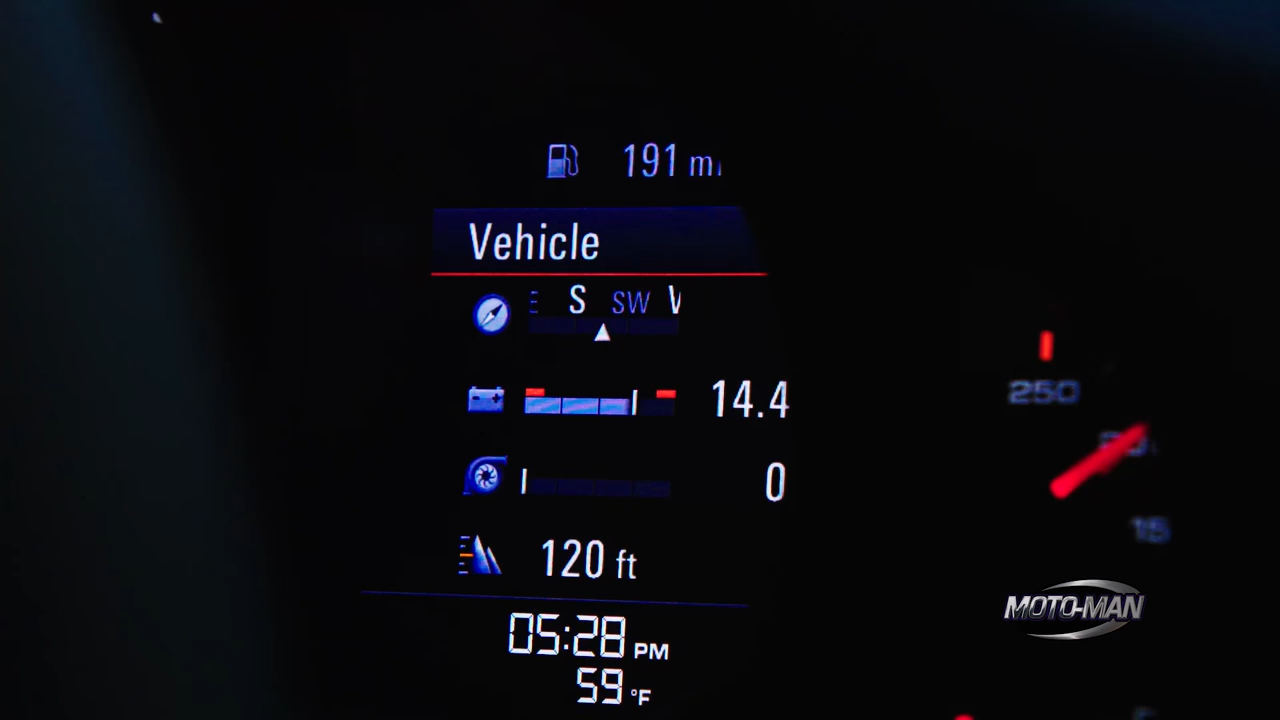 191 mi
Vehicle
E S SW W
14.4
0
120 ft
05:28 PM
59 °F
250
15
MOTO-MAN